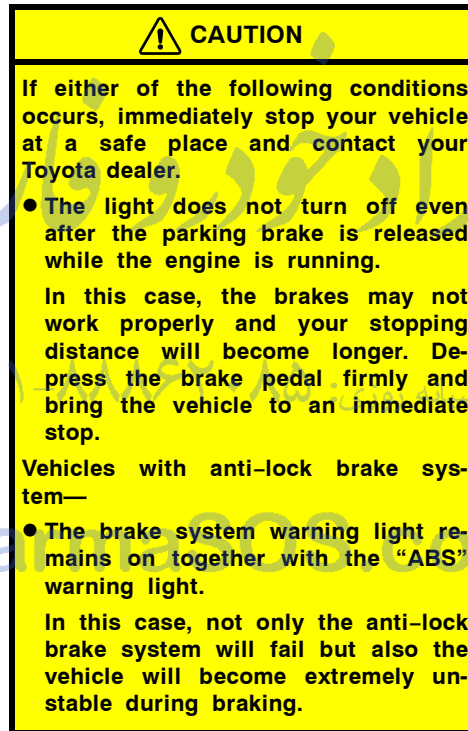 CAUTION
If either of the following conditions
occurs, immediately stop your vehicle
at a safe place and contact your
Toyota dealer.
● The light does not turn off even
after the parking brake is released
while the engine is running.
In this case, the brakes may not
work properly and your stopping
distance will become longer. De-
press the brake pedal firmly and
bring the vehicle to an immediate
stop.
Vehicles with anti−lock brake sys-
tem—
● The brake system warning light re-
mains on together with the “ABS”
warning light.
In this case, not only the anti−lock
brake system will fail but also the
vehicle will become extremely un-
stable during braking.